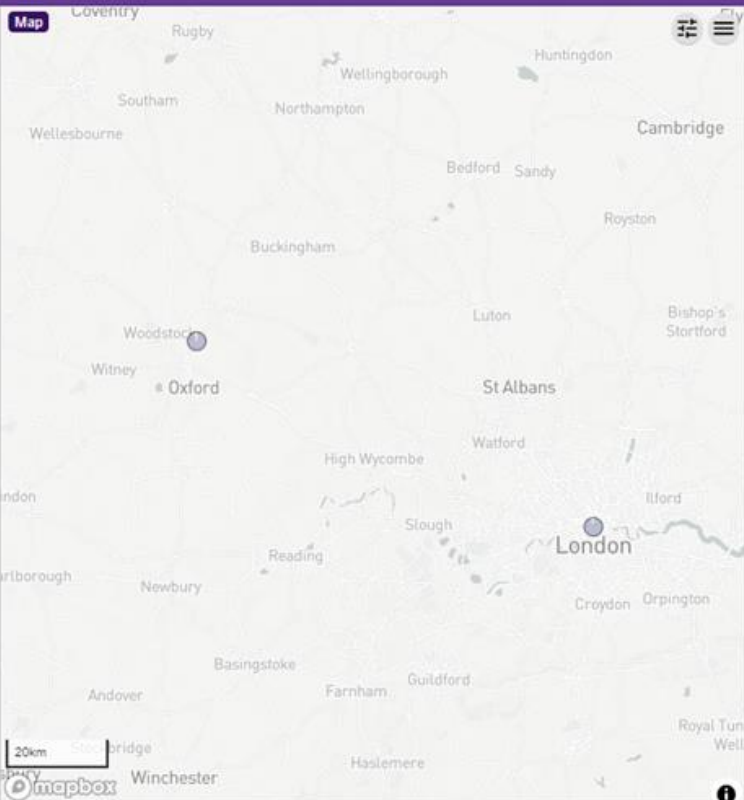 Coventry
Map
Rugby
Huntingdon
Wellingborough
Southam
Northampton
Cambridge
Wellesbourne
Bedford
Sandy
Royston
Buckingham
Luton
Bishop's
Stortford
Woodstock
Witney
Oxford
St Albans
Watford
High Wycombe
Ilford
Slough
London
Reading
Newbury
Croydon
Orpington
Basingstoke
Guildford
Farnham
Andover
Royal Tun
Well
20km
Haslemere
Winchester
mapbox